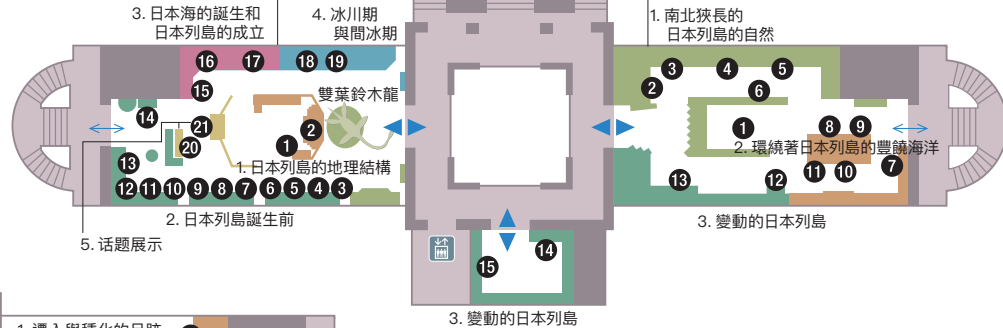 3. 日本海的誕生和
日本列島的成立
4. 冰川期
與間冰期
1. 南北狹長的
日本列島的自然
16 17 18 19
15
雙葉鈴木龍
14
21
20
2
1
1. 日本列島的地理結構
13
12 11 10 9 8 7 6 5 4 3
2. 日本列島誕生前
5. 话题展示
3 4 5
2 6
1
8 9
2. 環繞著日本列島的豐饒海洋
7
11 10
13 12
3. 變動的日本列島
14
15
3. 變動的日本列島